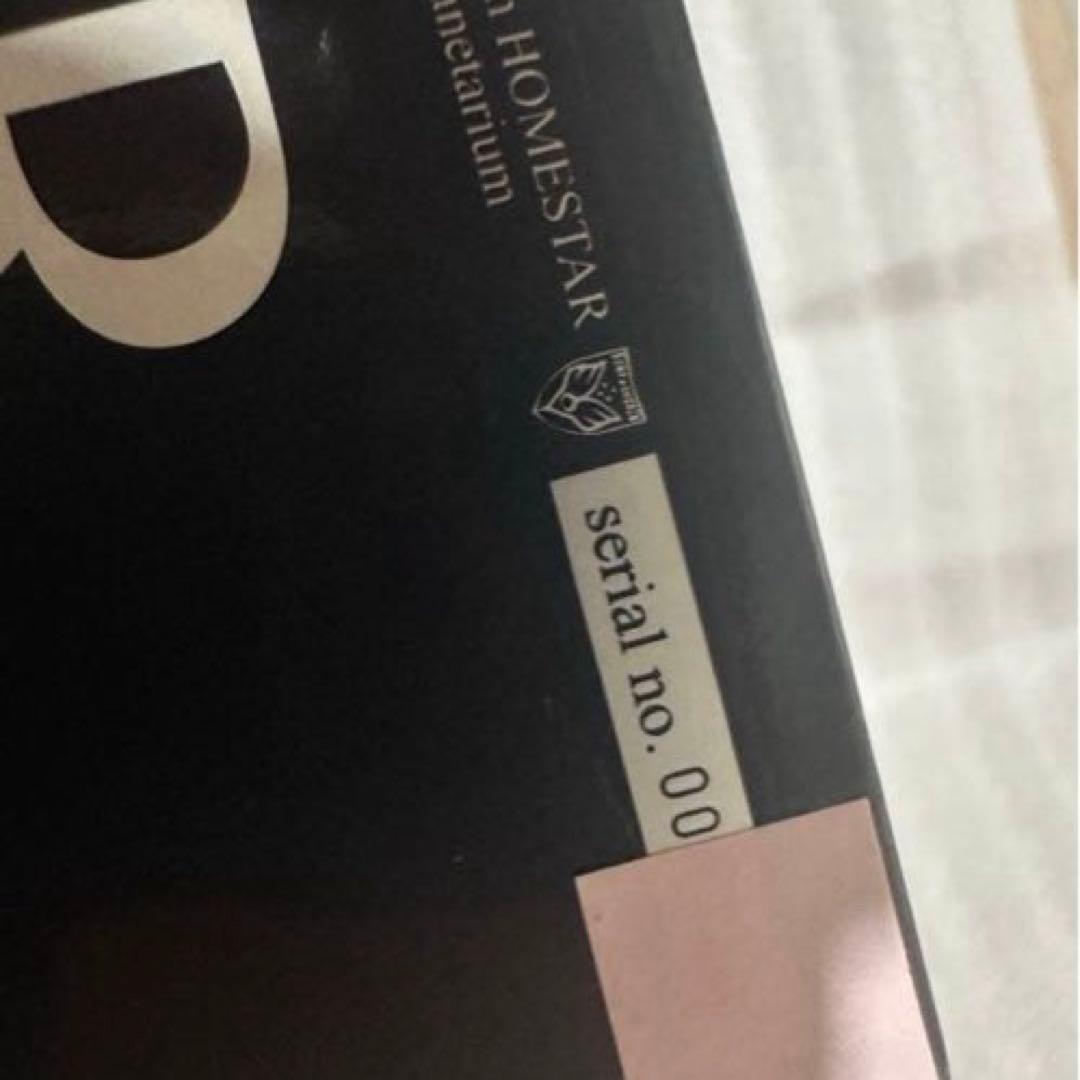 R
HOMESTAR
anetarium
serial no. 00